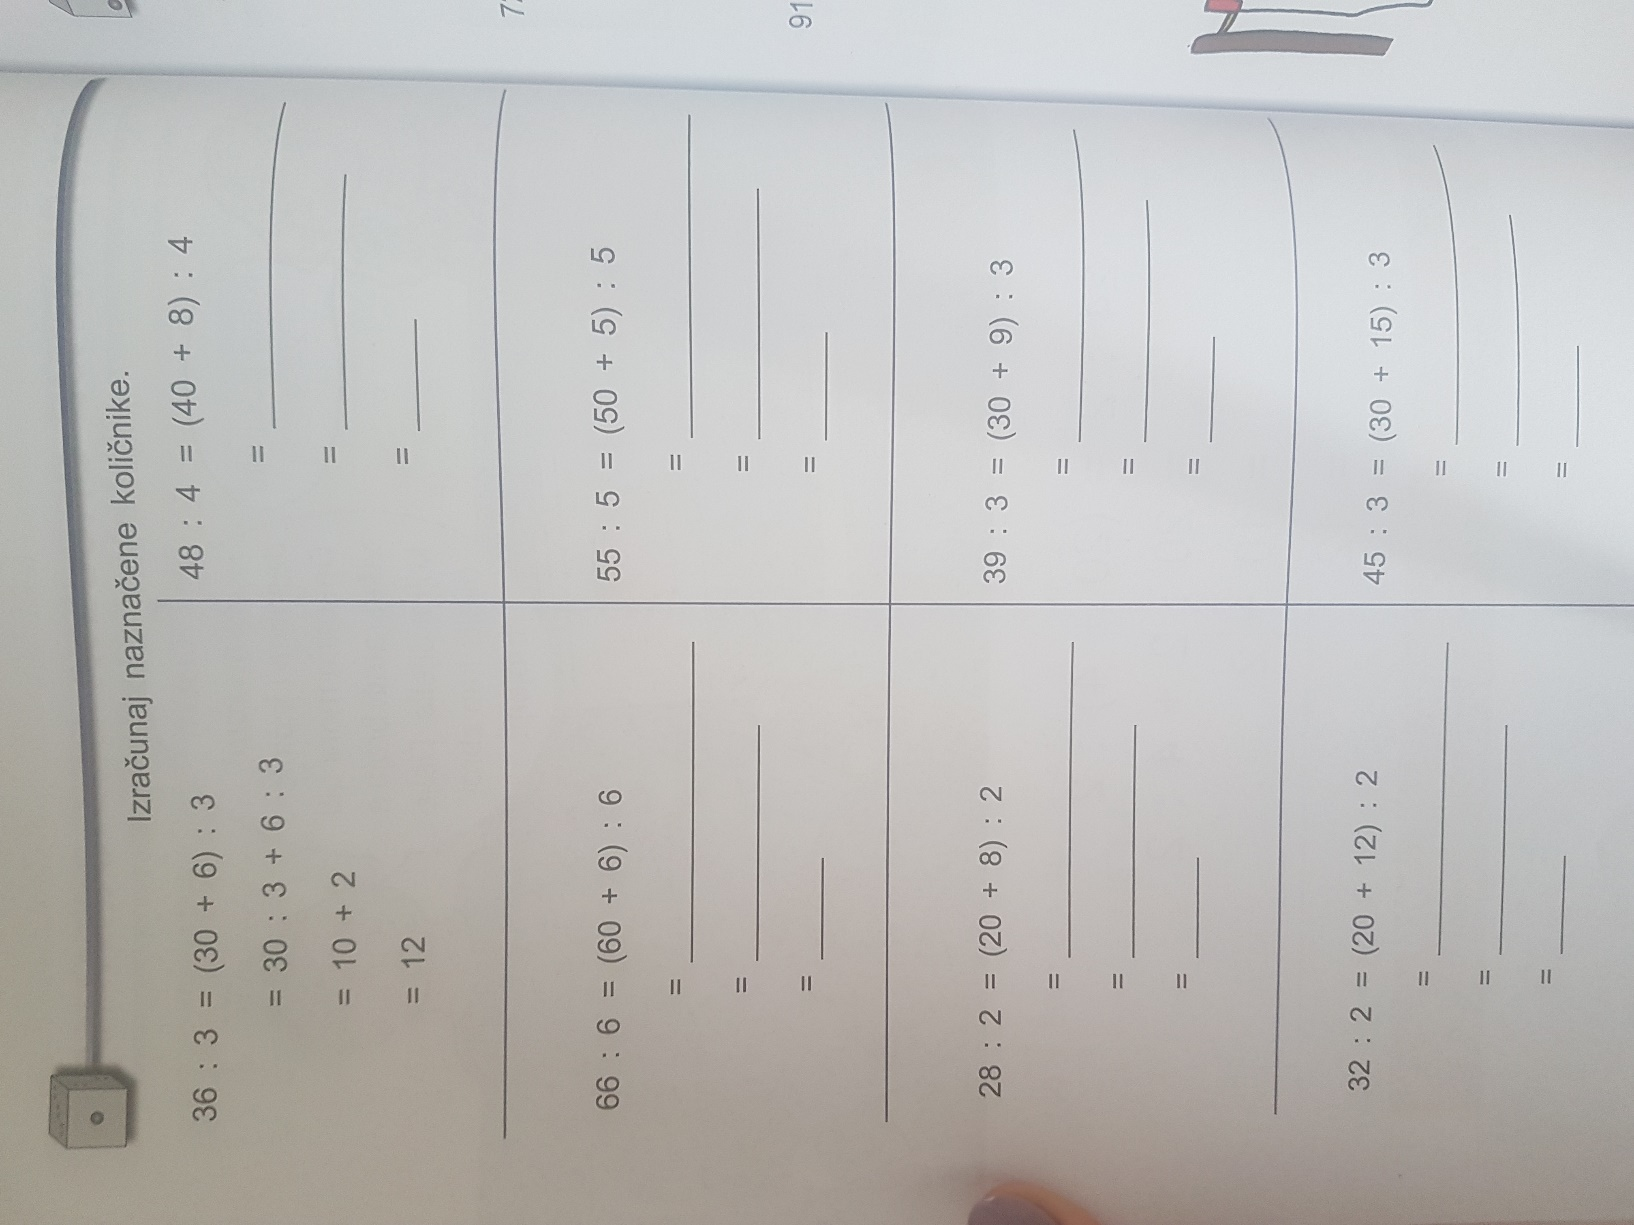 Izračunaj naznačene količnike.
36 : 3 = (30 + 6) : 3
= 30 : 3 + 6 : 3
= 10 + 2
= 12
48 : 4 = (40 + 8) : 4
=
=
=
66 : 6 = (60 + 6) : 6
=
=
=
55 : 5 = (50 + 5) : 5
=
=
=
28 : 2 = (20 + 8) : 2
=
=
=
39 : 3 = (30 + 9) : 3
=
=
=
32 : 2 = (20 + 12) : 2
=
=
=
45 : 3 = (30 + 15) : 3
=
=
=
91